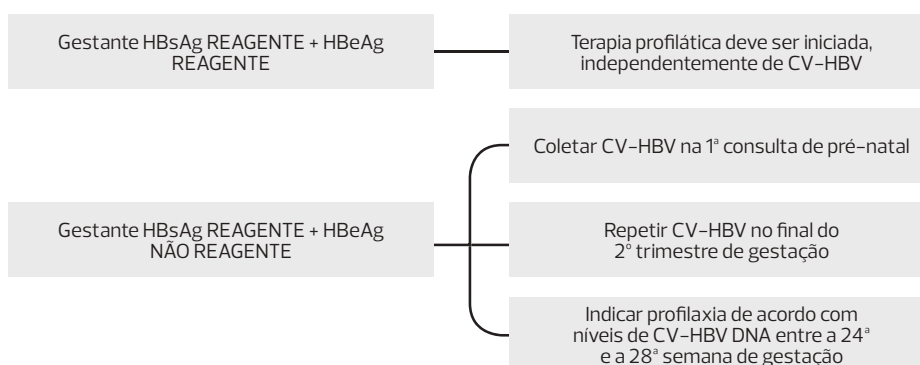 Gestante HBsAg REAGENTE + HBeAg
REAGENTE
Terapia profilática deve ser iniciada,
independentemente de CV-HBV
Gestante HBsAg REAGENTE + HBeAg
NÃO REAGENTE
Coletar CV-HBV na 1ª consulta de pré-natal
Repetir CV-HBV no final do
2º trimestre de gestação
Indicar profilaxia de acordo com
níveis de CV-HBV DNA entre a 24ª
e a 28ª semana de gestação